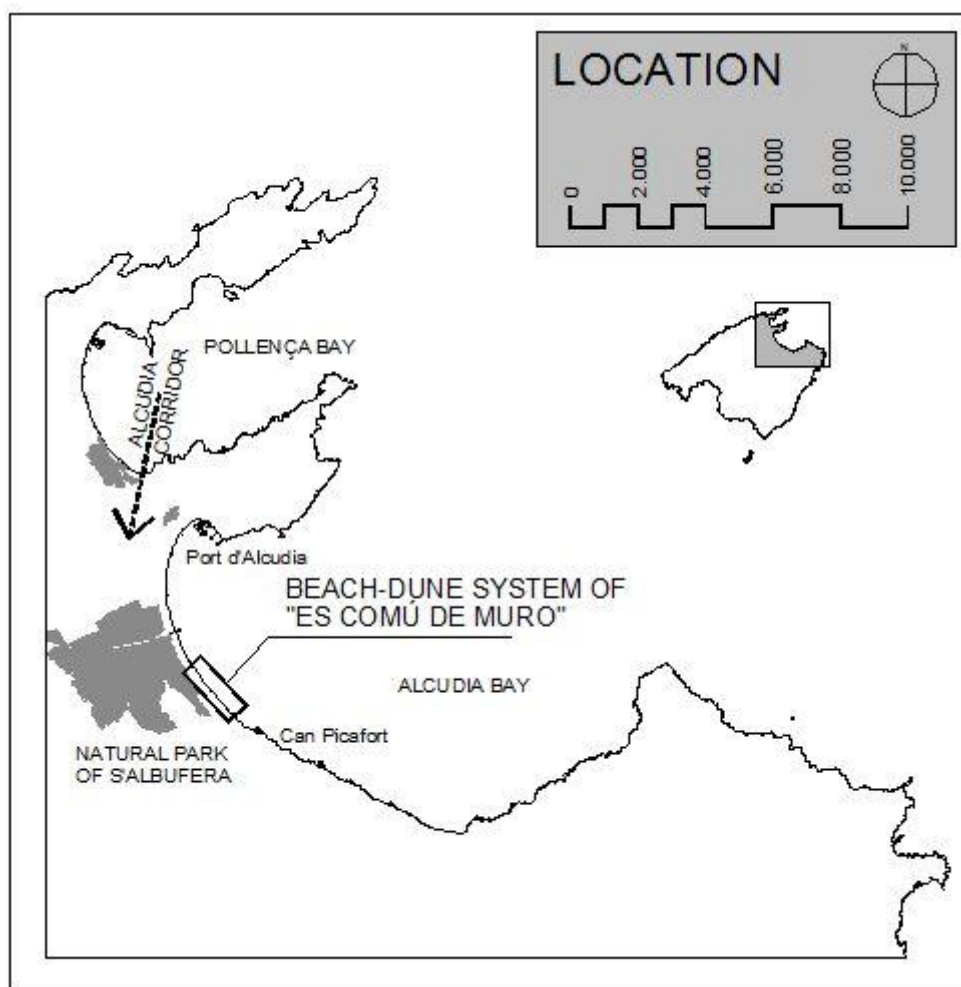 LOCATION
N
0
2.000
4.000
6.000
8.000
10.000
POLLENÇA BAY
ALCUDIA
CORRIDOR
Port d'Alcudia
BEACH-DUNE SYSTEM OF
"ES COMÚ DE MURO"
ALCUDIA BAY
Can Picafort
NATURAL PARK
OF S'ALBUFERA